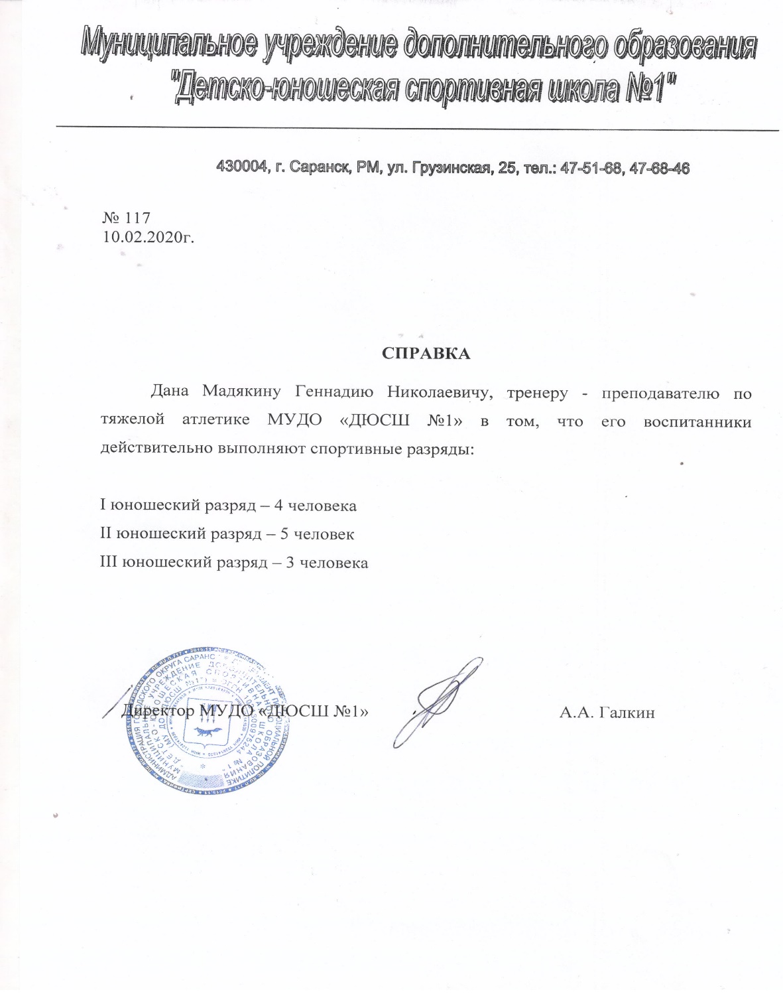 Муниципальное учреждение дополнительного образования
"Детско-юношеская спортивная школа №1"
430004, г. Саранск, РМ, ул. Грузинская, 25, тел.: 47-51-68, 47-68-46
№ 117
10.02.2020г.
СПРАВКА
Дана Мадякину Геннадию Николаевичу, тренеру - преподавателю по
тяжелой атлетике МУДО «ДЮСШ №1» в том, что его воспитанники
действительно выполняют спортивные разряды:
I юношеский разряд – 4 человека
II юношеский разряд – 5 человек
III юношеский разряд – 3 человека
Директор МУДО «ДЮСШ №1»
А.А. Галкин